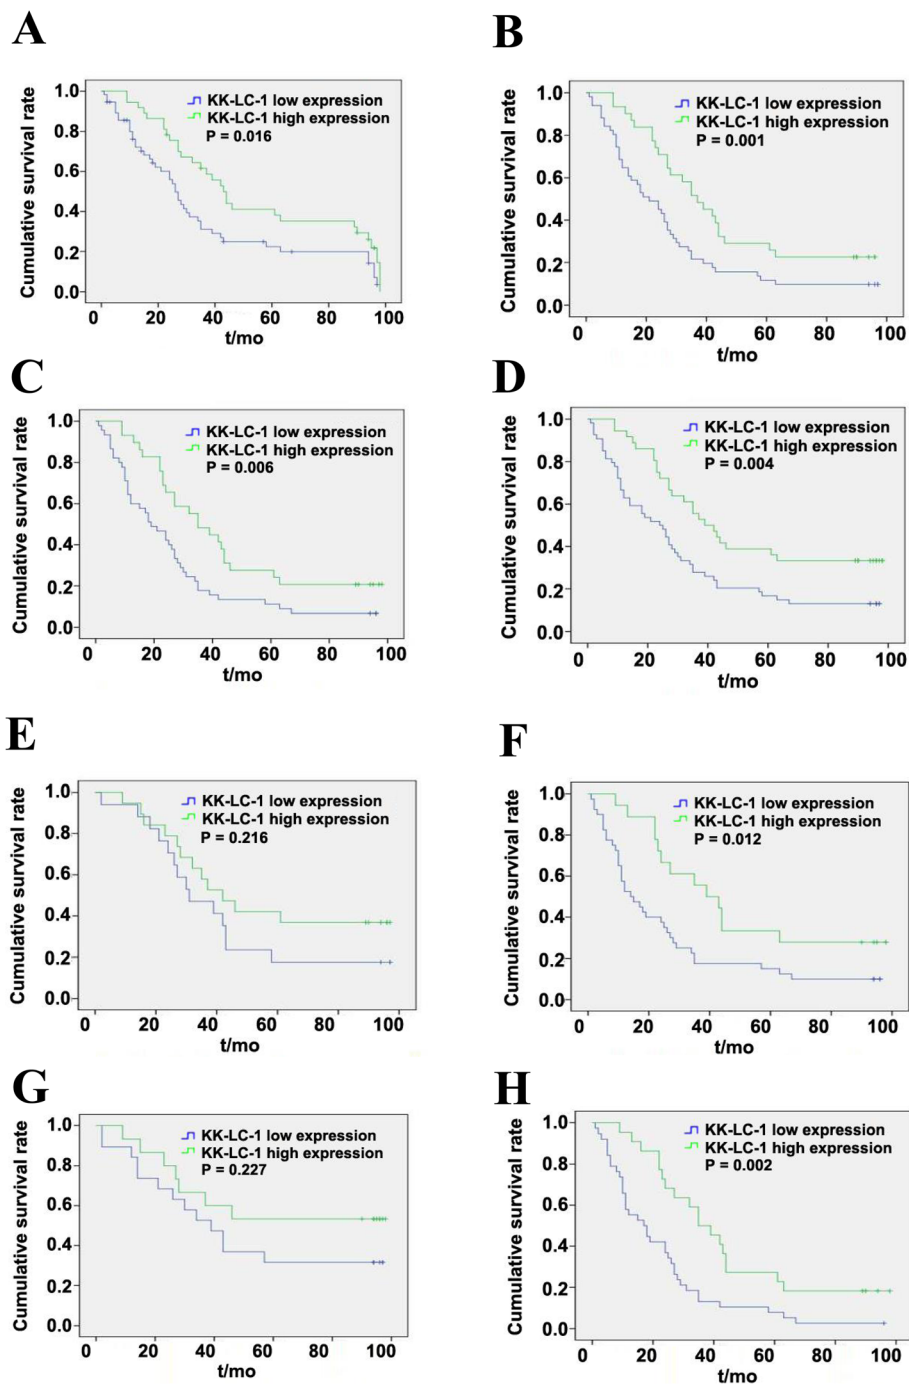 A
Cumulative survival rate
1.0
0.8
0.6
0.4
0.2
0.0
KK-LC-1 low expression
KK-LC-1 high expression
P = 0.016
0 20 40 60 80 100
t/mo
B
Cumulative survival rate
1.0
0.8
0.6
0.4
0.2
0.0
KK-LC-1 low expression
KK-LC-1 high expression
P = 0.001
0 20 40 60 80 100
t/mo
C
Cumulative survival rate
1.0
0.8
0.6
0.4
0.2
0.0
KK-LC-1 low expression
KK-LC-1 high expression
P = 0.006
0 20 40 60 80 100
t/mo
D
Cumulative survival rate
1.0
0.8
0.6
0.4
0.2
0.0
KK-LC-1 low expression
KK-LC-1 high expression
P = 0.004
0 20 40 60 80 100
t/mo
E
Cumulative survival rate
1.0
0.8
0.6
0.4
0.2
0.0
KK-LC-1 low expression
KK-LC-1 high expression
P = 0.216
0 20 40 60 80 100
t/mo
F
Cumulative survival rate
1.0
0.8
0.6
0.4
0.2
0.0
KK-LC-1 low expression
KK-LC-1 high expression
P = 0.012
0 20 40 60 80 100
t/mo
G
Cumulative survival rate
1.0
0.8
0.6
0.4
0.2
0.0
KK-LC-1 low expression
KK-LC-1 high expression
P = 0.227
0 20 40 60 80 100
t/mo
H
Cumulative survival rate
1.0
0.8
0.6
0.4
0.2
0.0
KK-LC-1 low expression
KK-LC-1 high expression
P = 0.002
0 20 40 60 80 100
t/mo